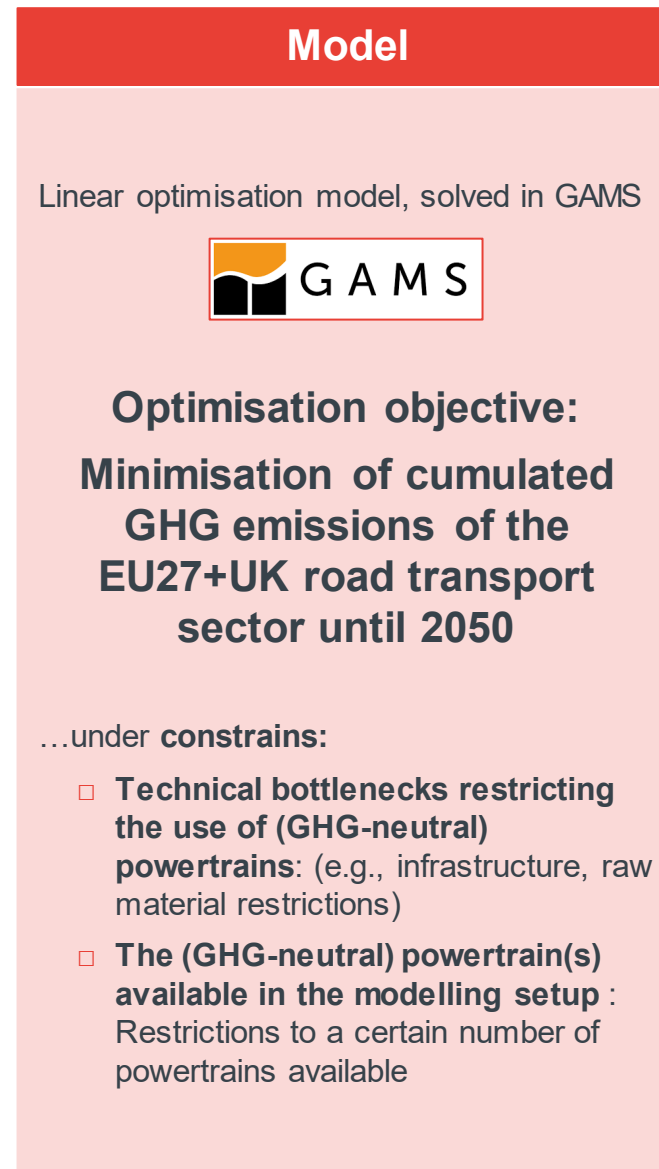 Model
Linear optimisation model, solved in GAMS
GAMS
Optimisation objective:
Minimisation of cumulated
GHG emissions of the
EU27+UK road transport
sector until 2050
…under constrains:
□ Technical bottlenecks restricting
the use of (GHG-neutral)
powertrains: (e.g., infrastructure, raw
material restrictions)
□ The (GHG-neutral) powertrain(s)
available in the modelling setup :
Restrictions to a certain number of
powertrains available